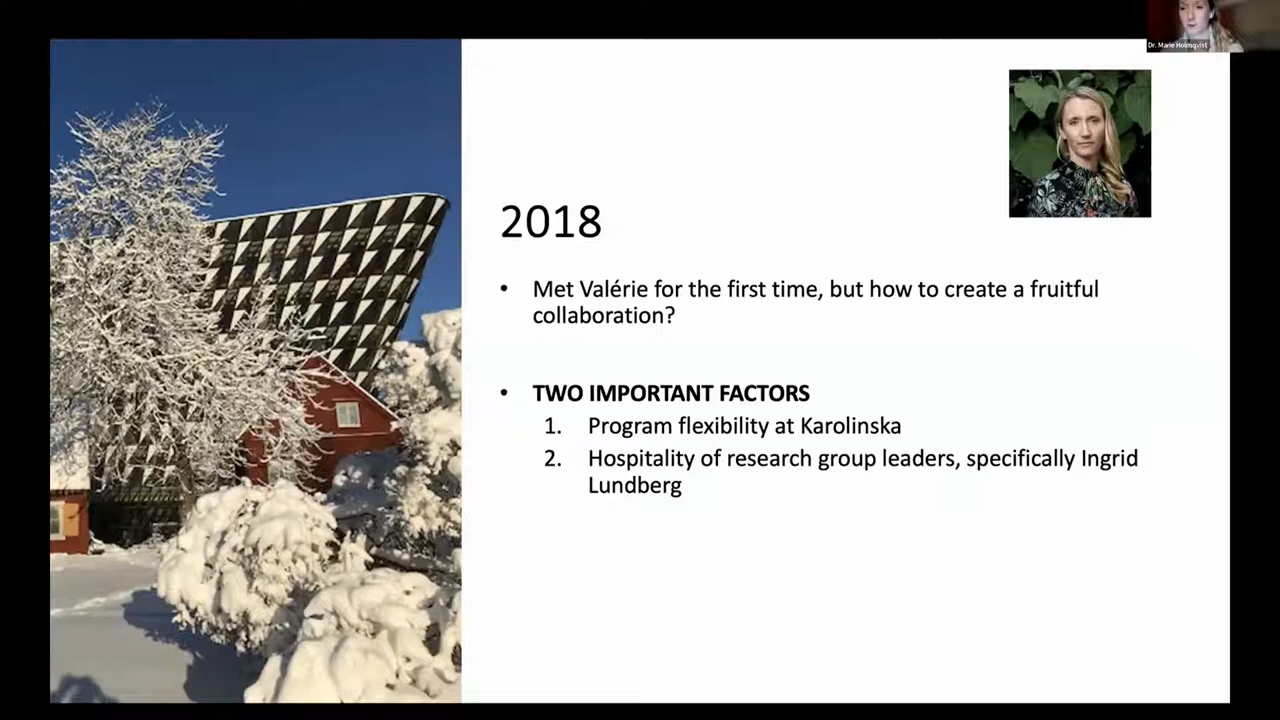 Dr. Marie Holmqvist
2018
• Met Valérie for the first time, but how to create a fruitful
collaboration?
• TWO IMPORTANT FACTORS
1. Program flexibility at Karolinska
2. Hospitality of research group leaders, specifically Ingrid
Lundberg